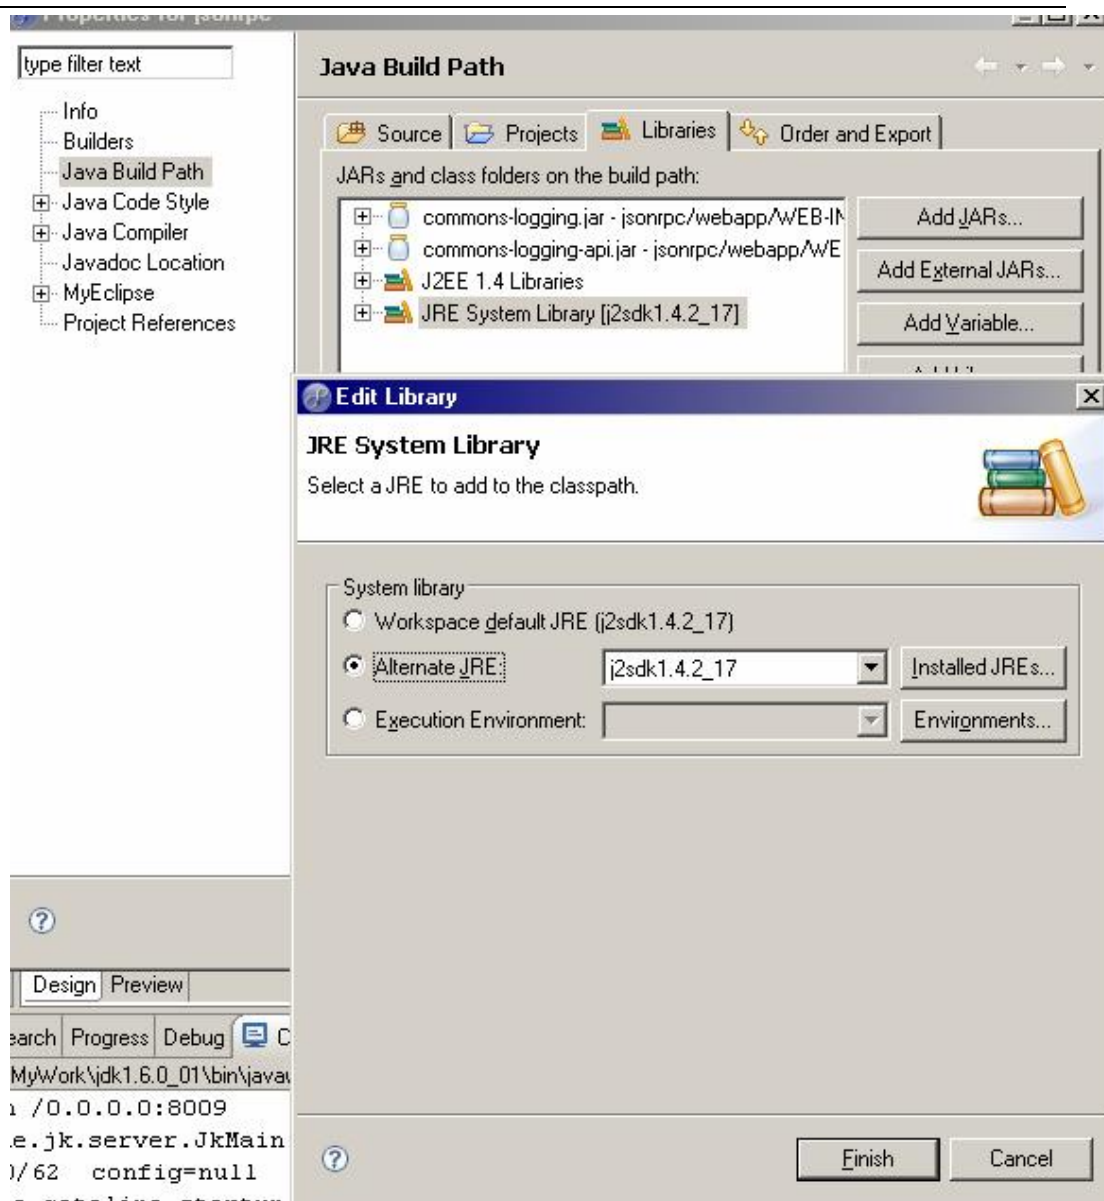 Properties for jsonrpc
type filter text
Java Build Path
Info
Builders
Java Build Path
Java Code Style
Java Compiler
Javadoc Location
MyEclipse
Project References
Source
Projects
Libraries
Order and Export
JARs and class folders on the build path:
commons-logging.jar - jsonrpc/webapp/WEB-IN
commons-logging-api.jar - jsonrpc/webapp/WE
J2EE 1.4 Libraries
JRE System Library [j2sdk1.4.2_17]
Add JARs...
Add External JARs...
Add Variable...
Edit Library
JRE System Library
Select a JRE to add to the classpath.
System library
Workspace default JRE (j2sdk1.4.2_17)
Alternate JRE:
j2sdk1.4.2_17
Installed JREs...
Execution Environment:
Environments...
Design Preview
earch Progress Debug C
MyWork\jdk1.6.0_01\bin\javav
/0.0.0.0:8009
e.jk.server.JkMain
/62 config=null
Finish
Cancel